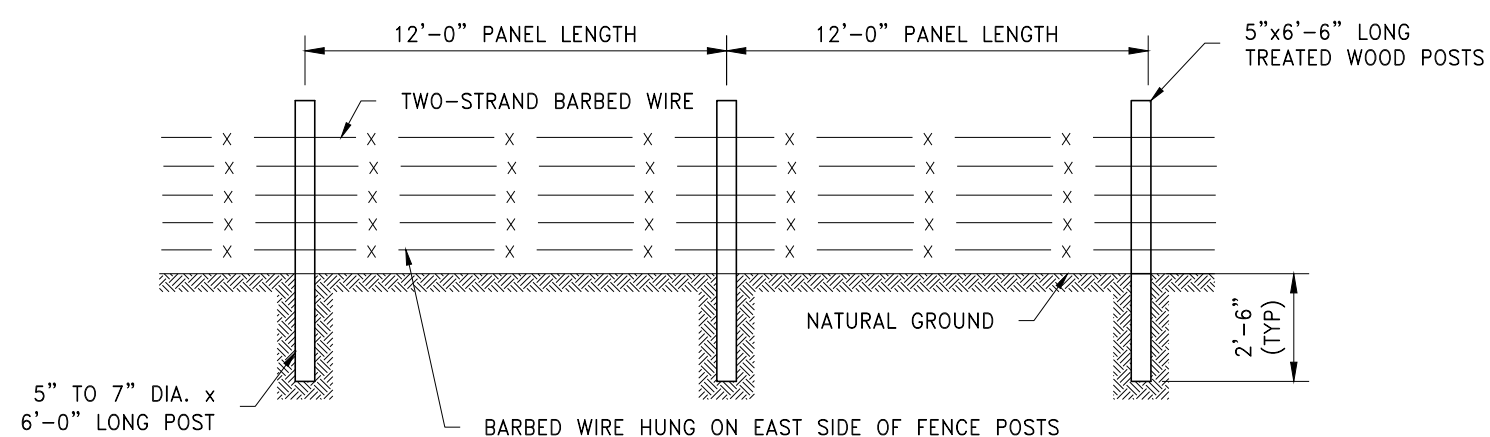 12'-0" PANEL LENGTH
12'-0" PANEL LENGTH
5"x6'-6" LONG
TREATED WOOD POSTS
TWO-STRAND BARBED WIRE
X X X X X X X
X X X X X X X
X X X X X X X
X X X X X X X
X X X X X X X
NATURAL GROUND
2'-6"
(TYP)
5" TO 7" DIA. x
6'-0" LONG POST
BARBED WIRE HUNG ON EAST SIDE OF FENCE POSTS